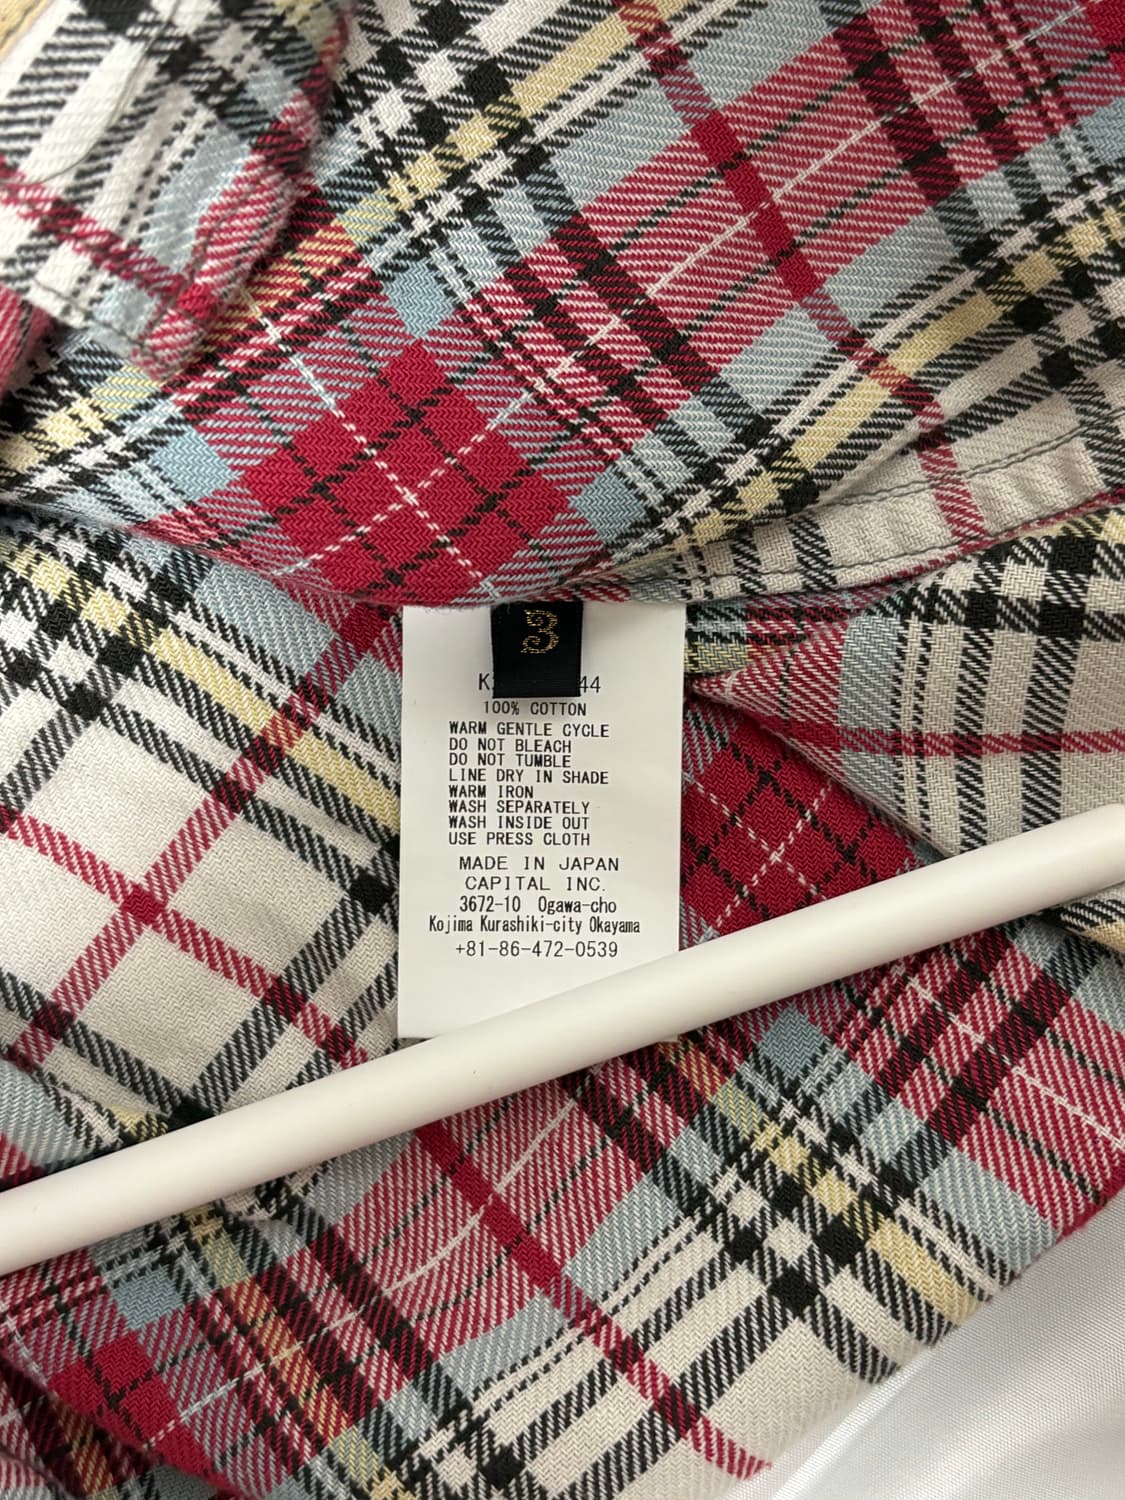 3
44
100% COTTON
WARM GENTLE CYCLE
DO NOT BLEACH
DO NOT TUMBLE
LINE DRY IN SHADE
WARM IRON
WASH SEPARATELY
WASH INSIDE OUT
USE PRESS CLOTH
MADE IN JAPAN
CAPITAL INC.
3672-10 Ogawa-cho
Kojima Kurashiki-city Okayama
+81-86-472-0539